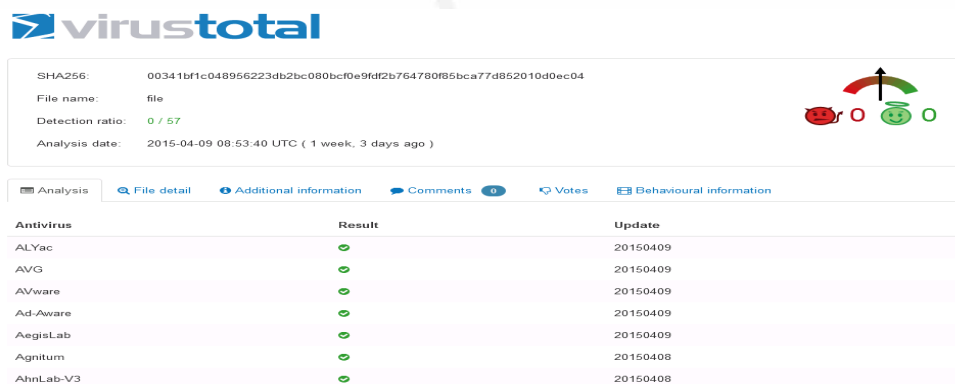 virustotal
SHA256: 00341bf1c048956223db2bc080bcf0e9fdf2b764780f85bca77d852010d0ec04
File name: file
Detection ratio: 0 / 57
Analysis date: 2015-04-09 08:53:40 UTC ( 1 week, 3 days ago )
0 0
Analysis File detail Additional information Comments 0 Votes Behavioural information
Antivirus Result Update
ALYac 20150409
AVG 20150409
AVware 20150409
Ad-Aware 20150409
AegisLab 20150409
Agnitum 20150408
AhnLab-V3 20150408